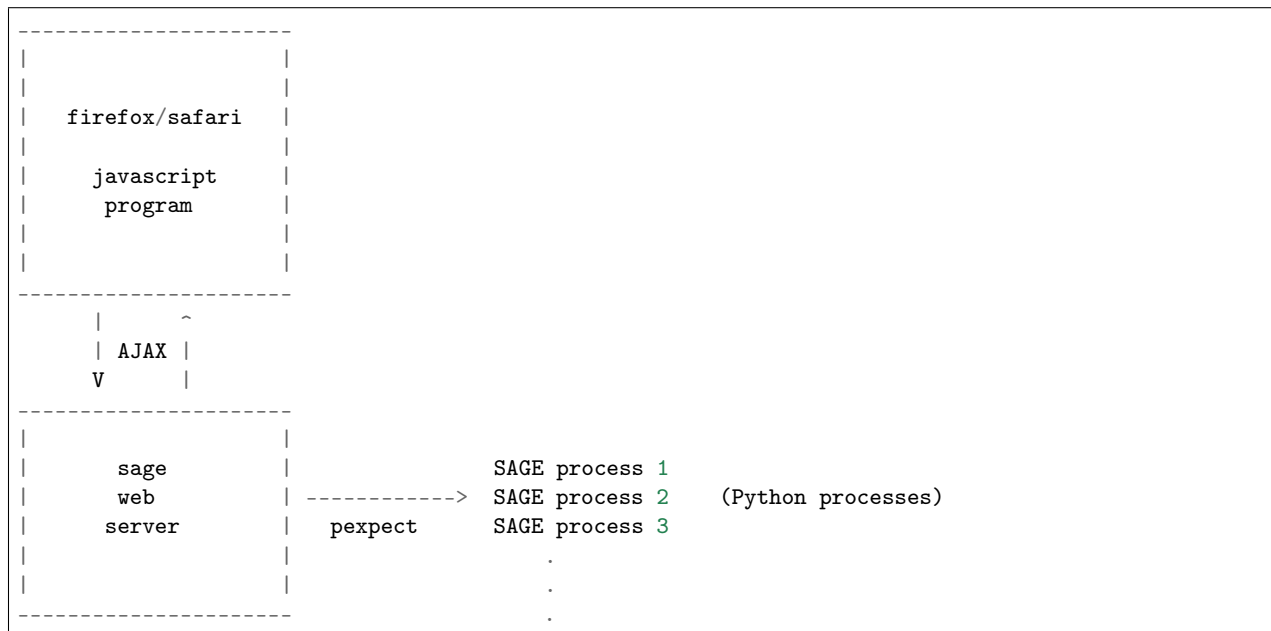 ----------------------
|                     |
|                     |
|   firefox/safari    |
|                     |
|     javascript      |
|      program        |
|                     |
|                     |
----------------------
      |      ^
      | AJAX |
      V      |
----------------------
|                     |
|       sage          |                SAGE process 1
|       web           | ------------>  SAGE process 2    (Python processes)
|      server         |   pexpect      SAGE process 3
|                     |                    .
|                     |                    .
----------------------                     .